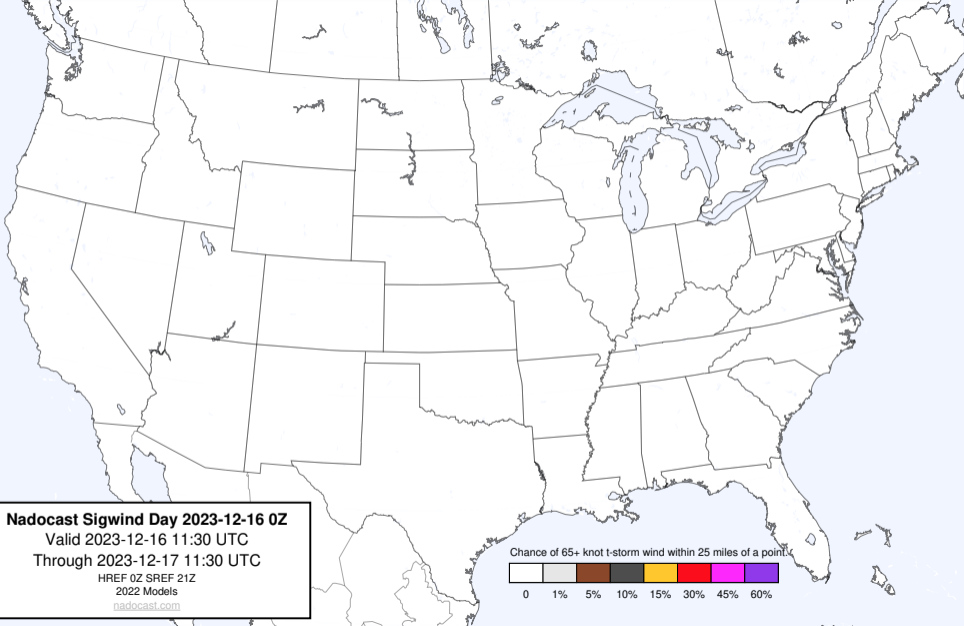 Nadocast Sigwind Day 2023-12-16 0Z
Valid 2023-12-16 11:30 UTC
Through 2023-12-17 11:30 UTC
HREF 0Z SREF 21Z
2022 Models
nadocast.com
Chance of 65+ knot t-storm wind within 25 miles of a point.
0 1% 5% 10% 15% 30% 45% 60%